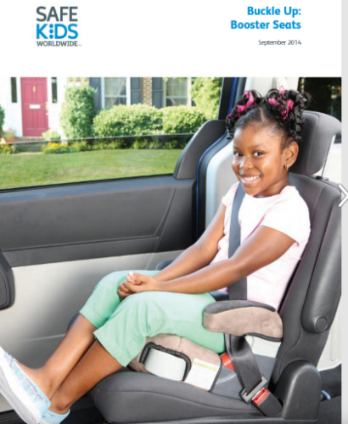 SAFE
KIDS
WORLDWIDE
Buckle Up:
Booster Seats
September 2014